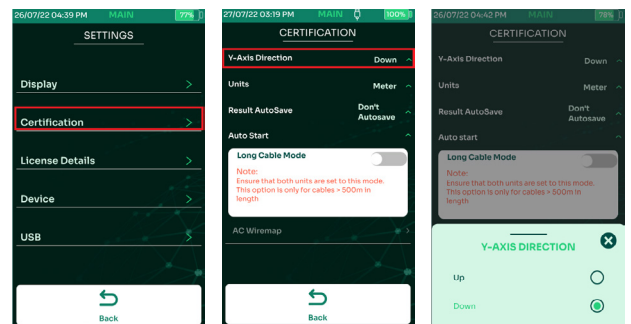 26/07/22 04:39 PM MAIN 77%
SETTINGS
Display >
Certification >
License Details >
Device >
USB >
Back
27/07/22 03:19 PM MAIN 100%
CERTIFICATION
Y-Axis Direction Down
Units Meter
Result AutoSave Don't
Autosave
Auto Start
Long Cable Mode
Note:
Ensure that both units are set to this mode.
This option is only for cables > 500m in
length
AC Wiremap >
Back
26/07/22 04:42 PM MAIN 79%
CERTIFICATION
Y-Axis Direction Down
Units Meter
Result AutoSave Don't
Autosave
Auto start
Long Cable Mode
Note:
Ensure that both units are set to this mode.
This option is only for cables > 500m in
length
Y-AXIS DIRECTION
Up
Down